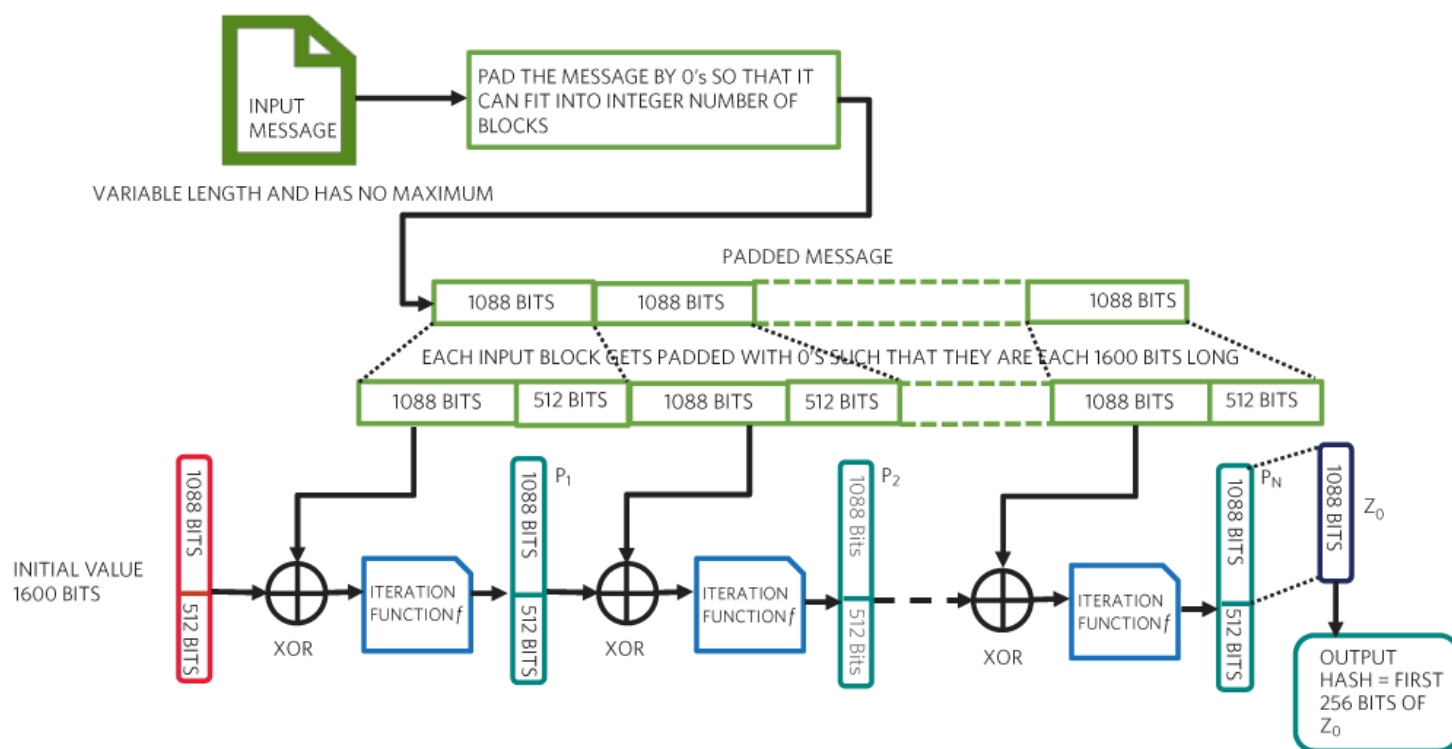 INPUT
MESSAGE
PAD THE MESSAGE BY 0's SO THAT IT
CAN FIT INTO INTEGER NUMBER OF
BLOCKS
VARIABLE LENGTH AND HAS NO MAXIMUM
PADDED MESSAGE
1088 BITS
1088 BITS
1088 BITS
EACH INPUT BLOCK GETS PADDED WITH 0'S SUCH THAT THEY ARE EACH 1600 BITS LONG
1088 BITS
512 BITS
1088 BITS
512 BITS
1088 BITS
512 BITS
INITIAL VALUE
1600 BITS
1088 BITS
512 BITS
XOR
ITERATION
FUNCTION f
P1
1088 BITS
512 BITS
XOR
ITERATION
FUNCTION f
P2
1088 Bits
512 Bits
XOR
ITERATION
FUNCTION f
PN
1088 BITS
512 BITS
1088 BITS
Z0
OUTPUT
HASH = FIRST
256 BITS OF
Z0